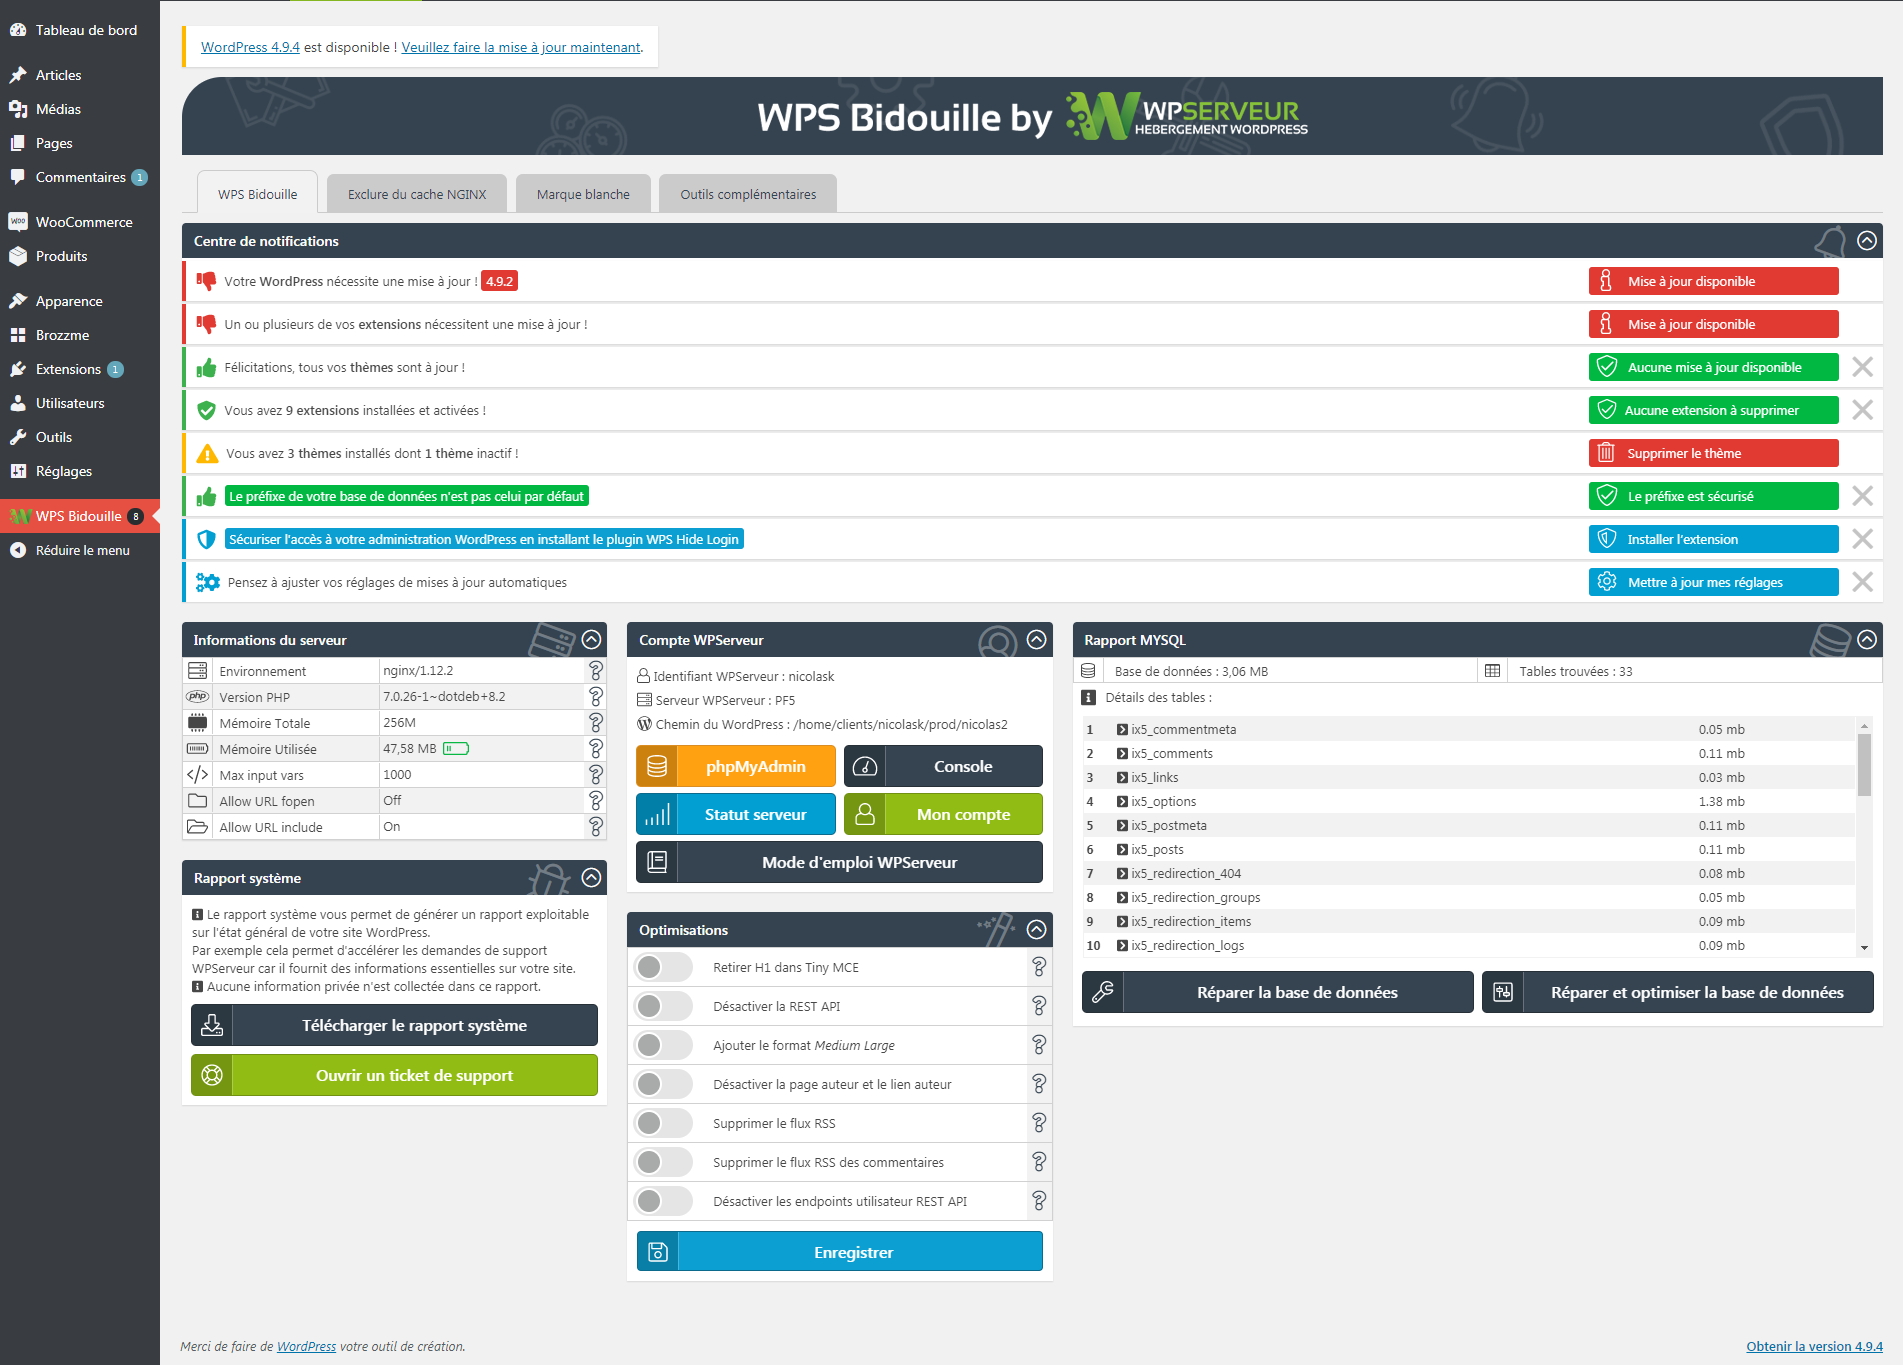 Tableau de bord
Articles
Médias
Pages
Commentaires 1
WooCommerce
Produits
Apparence
Brozzme
Extensions 1
Utilisateurs
Outils
Réglages
WPS Bidouille 8
Réduire le menu
WordPress 4.9.4 est disponible ! Veuillez faire la mise à jour maintenant.
WPS Bidouille by WPSERVEUR
HEBERGEMENT WORDPRESS
WPS Bidouille
Exclure du cache NGINX
Marque blanche
Outils complémentaires
Centre de notifications
Votre WordPress nécessite une mise à jour ! 4.9.2
Mise à jour disponible
Un ou plusieurs de vos extensions nécessitent une mise à jour !
Mise à jour disponible
Félicitations, tous vos thèmes sont à jour !
Aucune mise à jour disponible
Vous avez 9 extensions installées et activées !
Aucune extension à supprimer
Vous avez 3 thèmes installés dont 1 thème inactif !
Supprimer le thème
Le préfixe de votre base de données n'est pas celui par défaut
Le préfixe est sécurisé
Sécuriser l'accès à votre administration WordPress en installant le plugin WPS Hide Login
Installer l'extension
Pensez à ajuster vos réglages de mises à jour automatiques
Mettre à jour mes réglages
Informations du serveur
Environnement nginx/1.12.2
php Version PHP 7.0.26-1~dotdeb+8.2
Mémoire Totale 256M
Mémoire Utilisée 47,58 MB
Max input vars 1000
Allow URL fopen Off
Allow URL include On
Rapport système
Le rapport système vous permet de générer un rapport exploitable
sur l'état général de votre site WordPress.
Par exemple cela permet d'accélérer les demandes de support
WPServeur car il fournit des informations essentielles sur votre site.
Aucune information privée n'est collectée dans ce rapport.
Télécharger le rapport système
Ouvrir un ticket de support
Compte WPServeur
Identifiant WPServeur : nicolask
Serveur WPServeur : PF5
Chemin du WordPress : /home/clients/nicolask/prod/nicolas2
phpMyAdmin
Console
Statut serveur
Mon compte
Mode d'emploi WPServeur
Optimisations
Retirer H1 dans Tiny MCE
Désactiver la REST API
Ajouter le format Medium Large
Désactiver la page auteur et le lien auteur
Supprimer le flux RSS
Supprimer le flux RSS des commentaires
Désactiver les endpoints utilisateur REST API
Enregistrer
Rapport MYSQL
Base de données : 3,06 MB
Tables trouvées : 33
Détails des tables :
1 ix5_commentmeta 0.05 mb
2 ix5_comments 0.11 mb
3 ix5_links 0.03 mb
4 ix5_options 1.38 mb
5 ix5_postmeta 0.11 mb
6 ix5_posts 0.11 mb
7 ix5_redirection_404 0.08 mb
8 ix5_redirection_groups 0.05 mb
9 ix5_redirection_items 0.09 mb
10 ix5_redirection_logs 0.09 mb
Réparer la base de données
Réparer et optimiser la base de données
Merci de faire de WordPress votre outil de création.
Obtenir la version 4.9.4